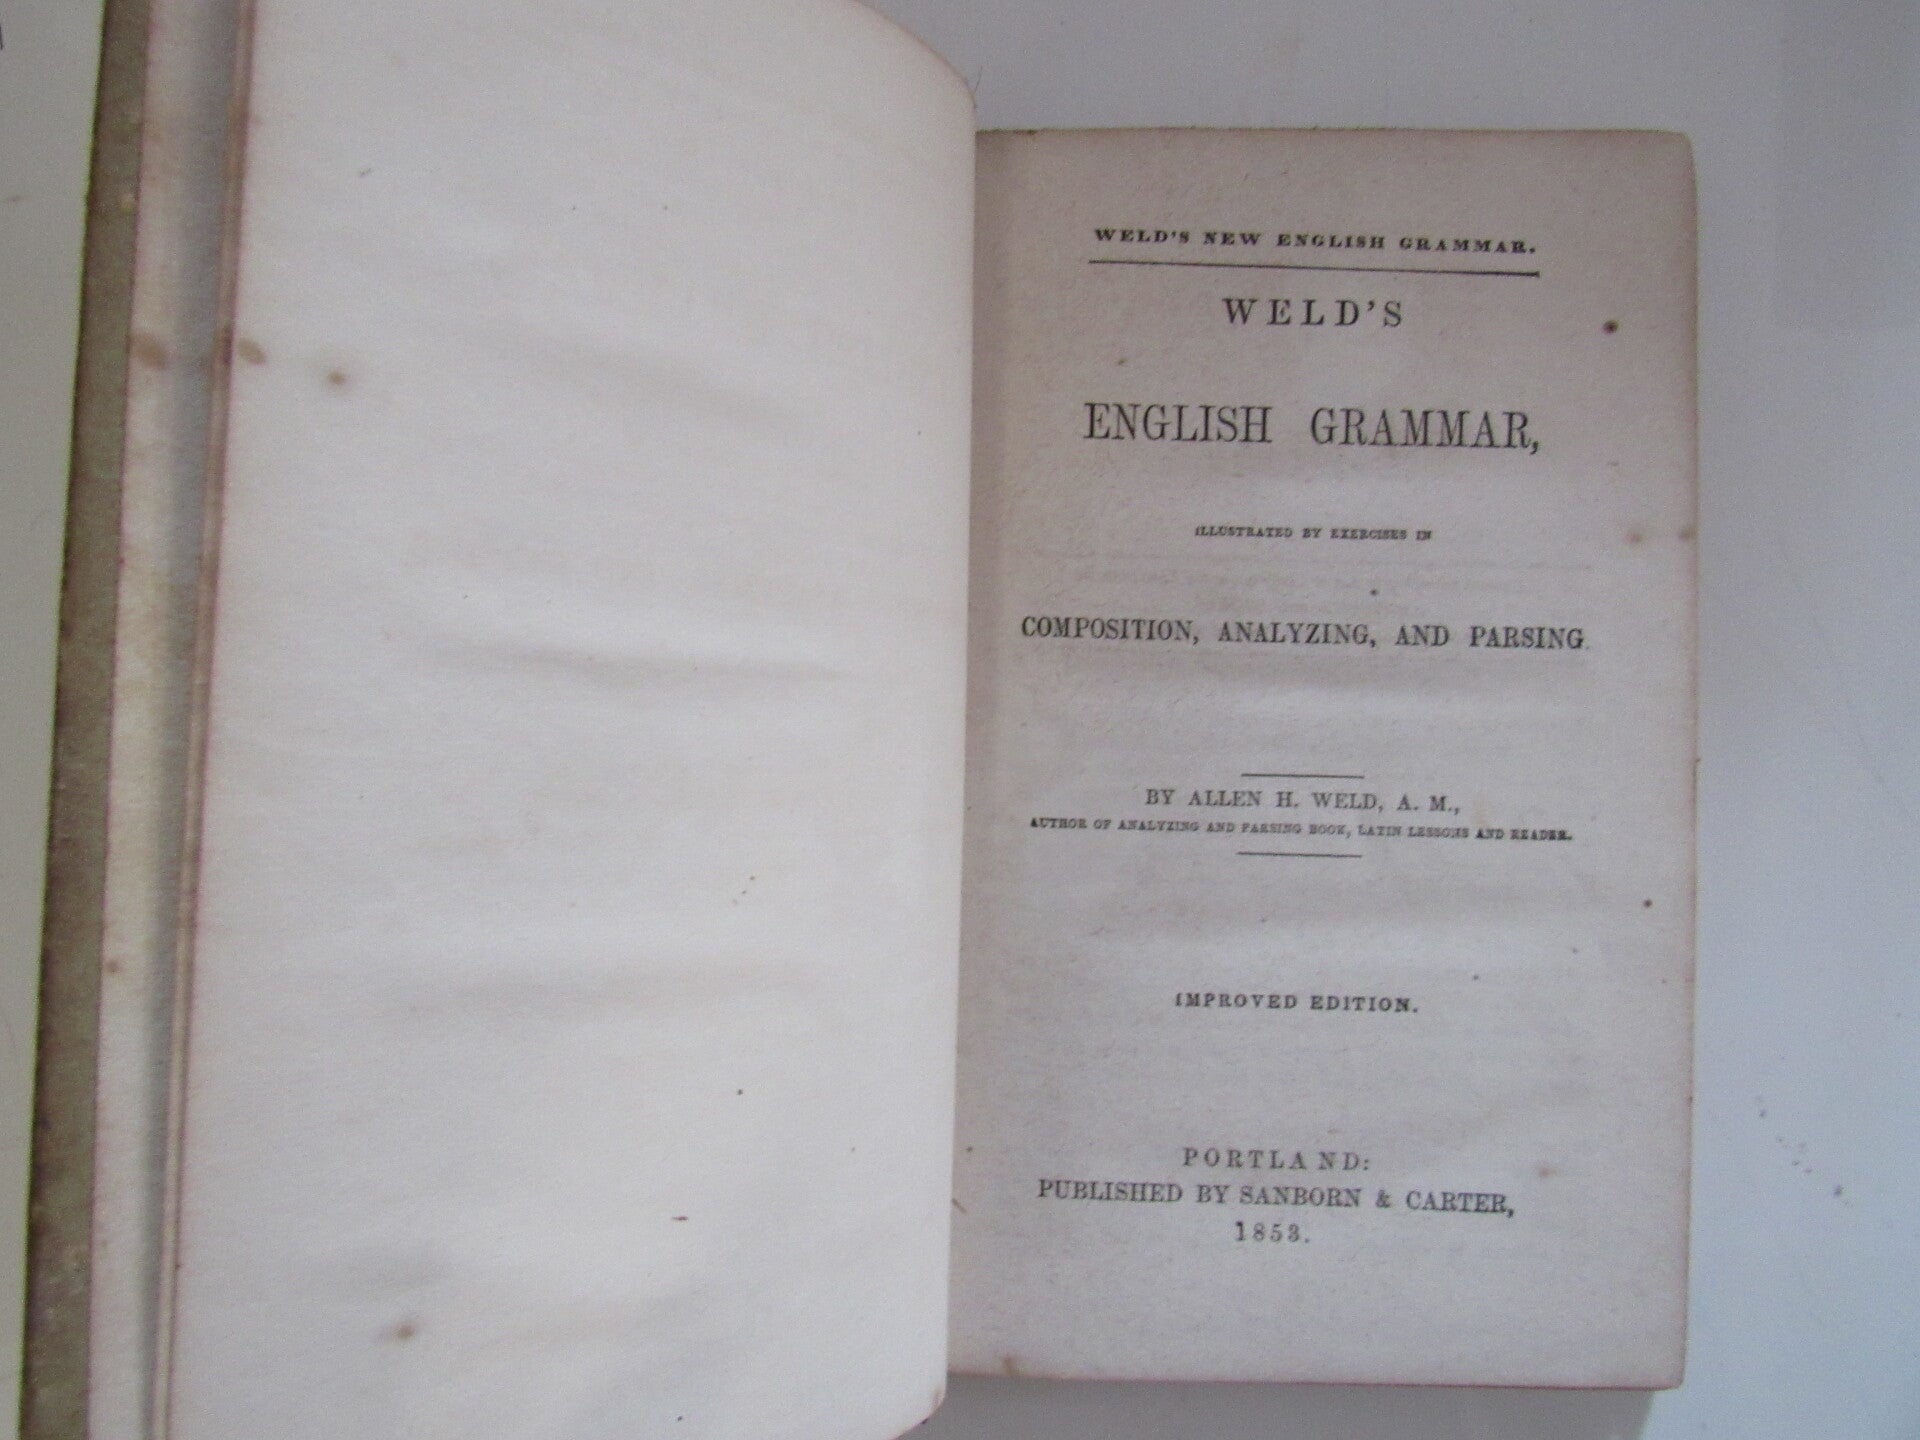 WELD'S NEW ENGLISH GRAMMAR.
WELD'S
ENGLISH GRAMMAR,
ILLUSTRATED BY EXERCISES IN
COMPOSITION, ANALYZING, AND PARSING.
BY ALLEN H. WELD, A. M.,
AUTHOR OF ANALYZING AND PARSING BOOK, LATIN LESSONS AND READER.
IMPROVED EDITION.
PORTLAND:
PUBLISHED BY SANBORN & CARTER,
1853.